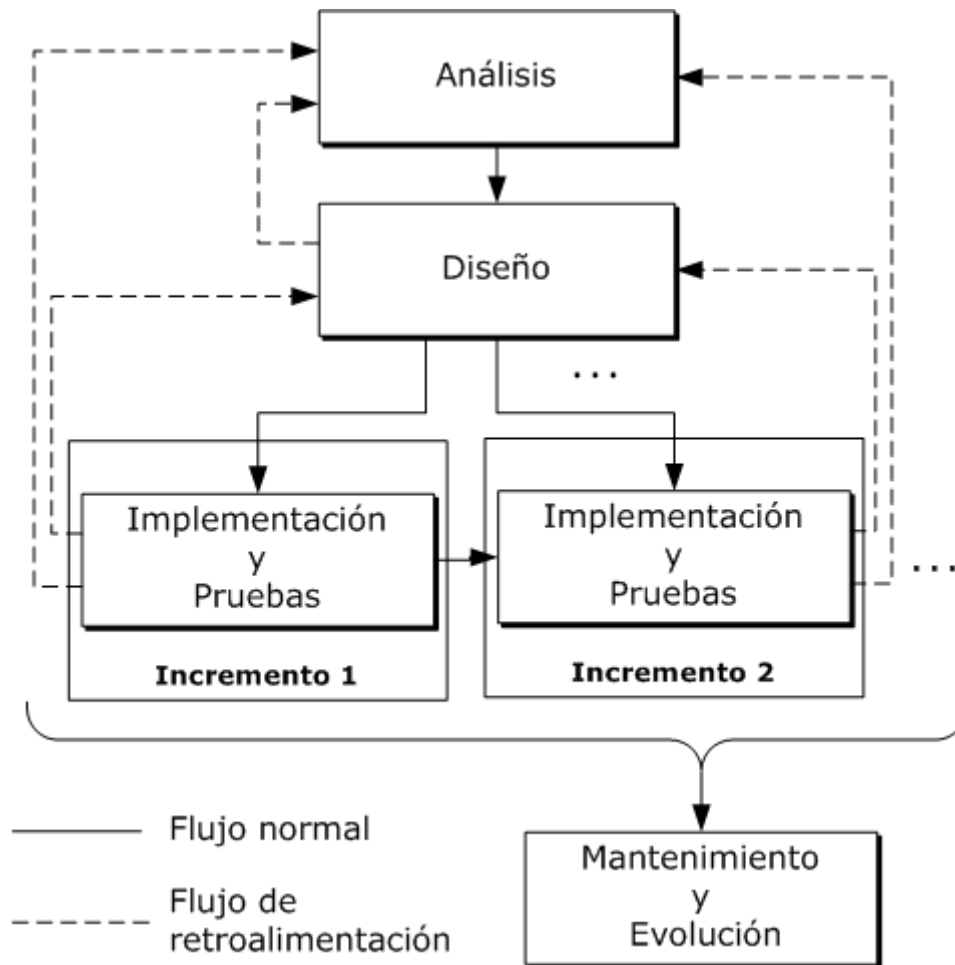 Análisis
Diseño
...
Implementación
y
Pruebas
Incremento 1
Implementación
y
Pruebas
Incremento 2
...
Flujo normal
Flujo de
retroalimentación
Mantenimiento
y
Evolución